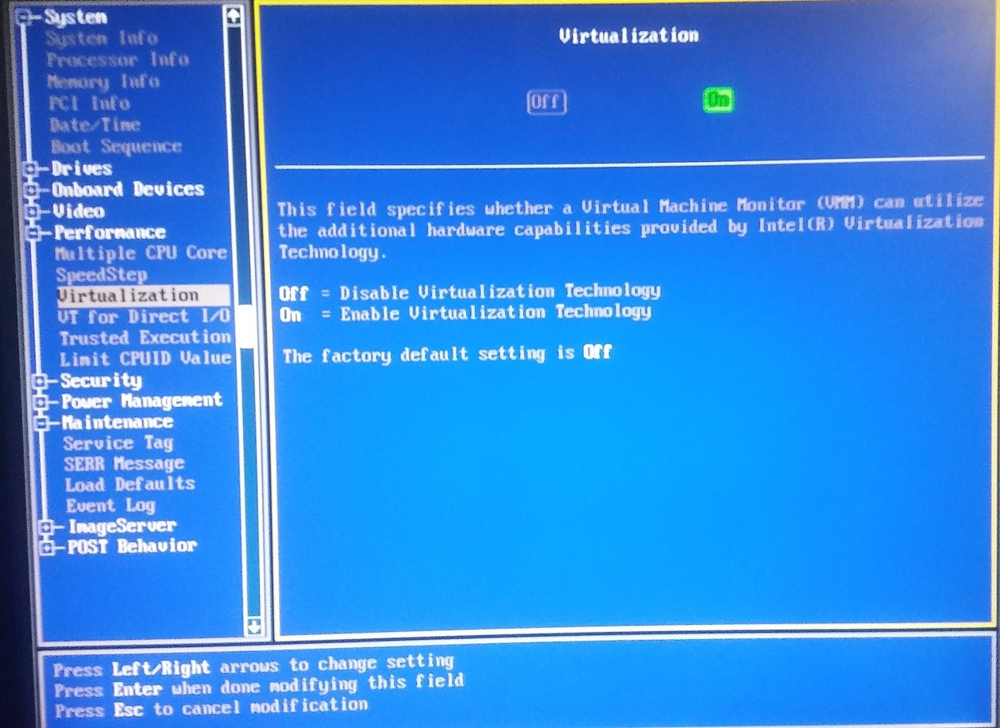 System
System Info
Processor Info
Memory Info
PCI Info
Date/Time
Boot Sequence
Drives
Onboard Devices
Video
Performance
Multiple CPU Core
SpeedStep
Virtualization
VT for Direct I/O
Trusted Execution
Limit CPUID Value
Security
Power Management
Maintenance
Service Tag
SERR Message
Load Defaults
Event Log
ImageServer
POST Behavior
Virtualization
Off On
This field specifies whether a Virtual Machine Monitor (VMM) can utilize
the additional hardware capabilities provided by Intel(R) Virtualization
Technology.
Off = Disable Virtualization Technology
On = Enable Virtualization Technology
The factory default setting is Off
Press Left/Right arrows to change setting
Press Enter when done modifying this field
Press Esc to cancel modification